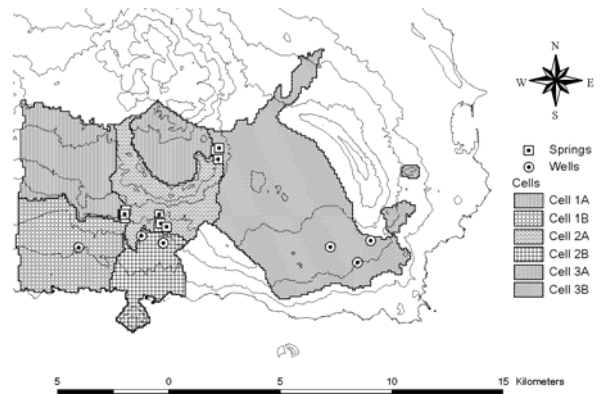 N
W E
S
Springs
Wells
Cells
Cell 1A
Cell 1B
Cell 2A
Cell 2B
Cell 3A
Cell 3B
5 0 5 10 15 Kilometers